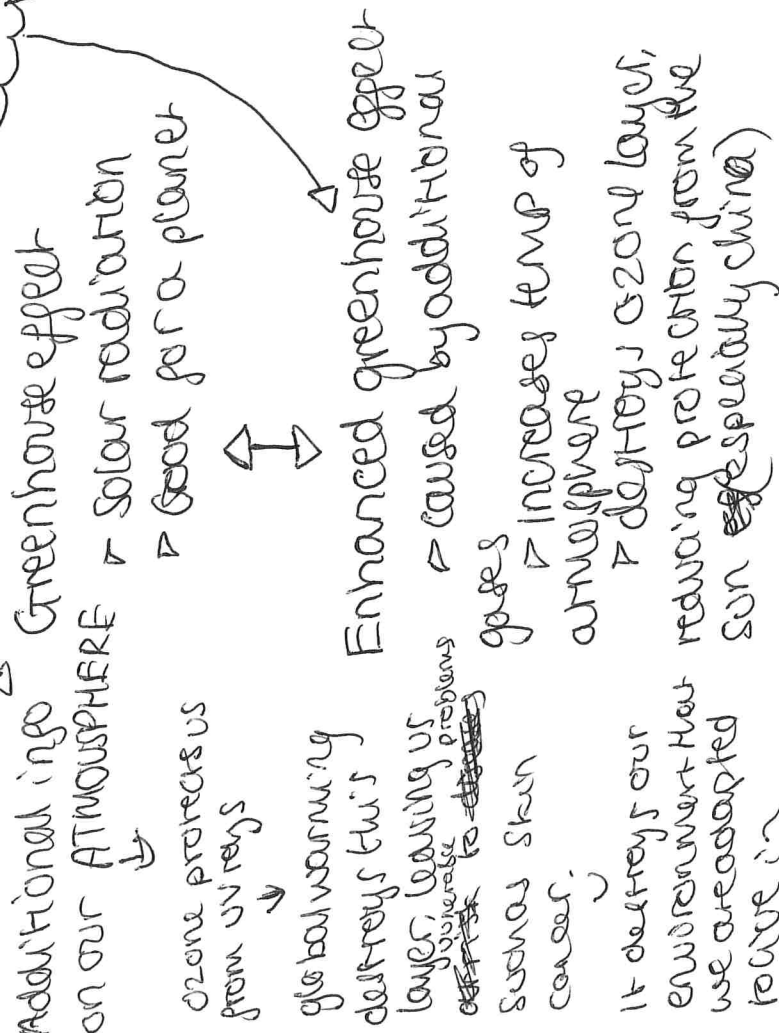 Additional info
on our ATMOUSPHERE
ozone protects us
from uv rays
global warming
destroys this
layer, leaving us
vunerable to problems
such as skin
cancer.
It destroys our
environment that
we are adapted
to live in
Greenhouse effect
Solar radiation
Good for a planet
Enhanced greenhouse effect
caused by additional
gases
Increases temp of
atmosphere
destroys ozone layer,
reducing protection from the
sun especially china)